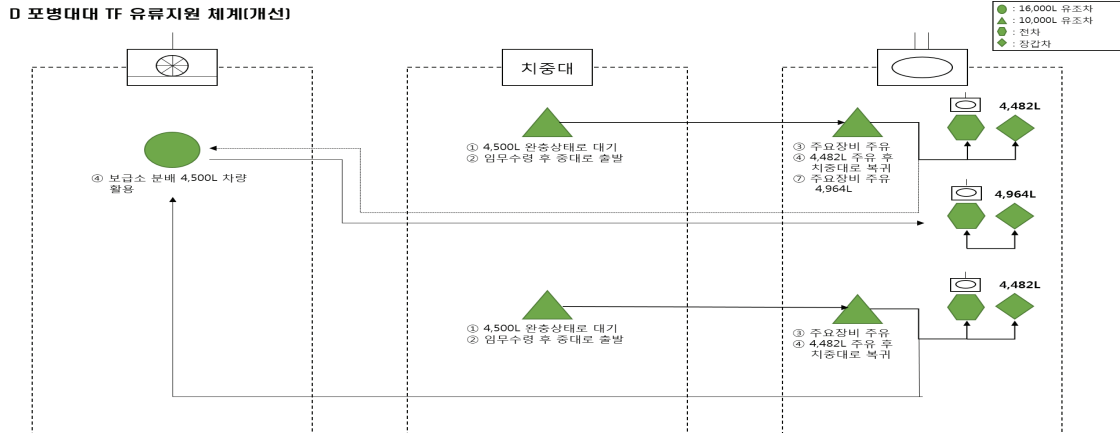 D 포병대대 TF 유류지원 체계(개선)
: 16,000L 유조차
: 10,000L 유조차
: 전차
: 장갑차
치중대
4,482L
① 4,500L 완충상태로 대기
② 임무수령 후 중대로 출발
③ 주요장비 주유
④ 4,482L 주유 후
치중대로 복귀
⑦ 주요장비 주유
4,964L
④ 보급소 분배 4,500L 차량
활용
4,964L
4,482L
① 4,500L 완충상태로 대기
② 임무수령 후 중대로 출발
③ 주요장비 주유
④ 4,482L 주유 후
치중대로 복귀